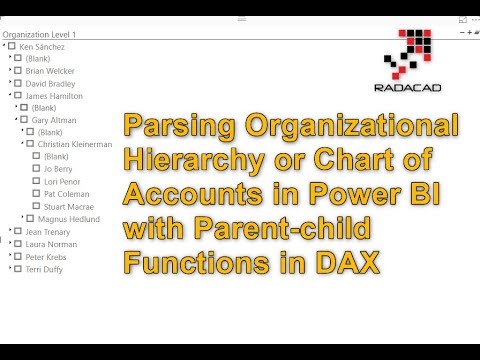 Organization Level 1
Ken Sánchez
(Blank)
Brian Welcker
David Bradley
James Hamilton
(Blank)
Gary Altman
(Blank)
Christian Kleinerman
(Blank)
Jo Berry
Lori Penor
Pat Coleman
Stuart Macrae
Magnus Hedlund
Jean Trenary
Laura Norman
Peter Krebs
Terri Duffy
RADACAD
Parsing Organizational
Hierarchy or Chart of
Accounts in Power BI
with Parent-child
Functions in DAX